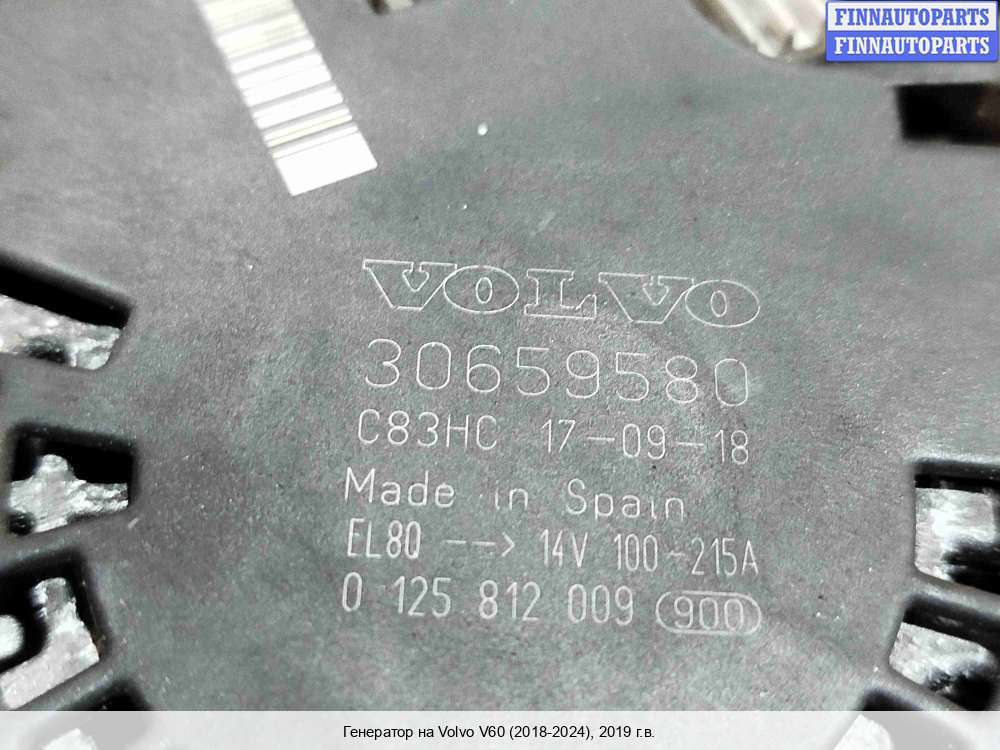 FINNAUTOPARTS
FINNAUTOPARTS
VOLVO
30659580
C83HC 17-09-18
Made in Spain
EL8Q --> 14V 100-215A
0 125 812 009 900
Генератор на Volvo V60 (2018-2024), 2019 г.в.